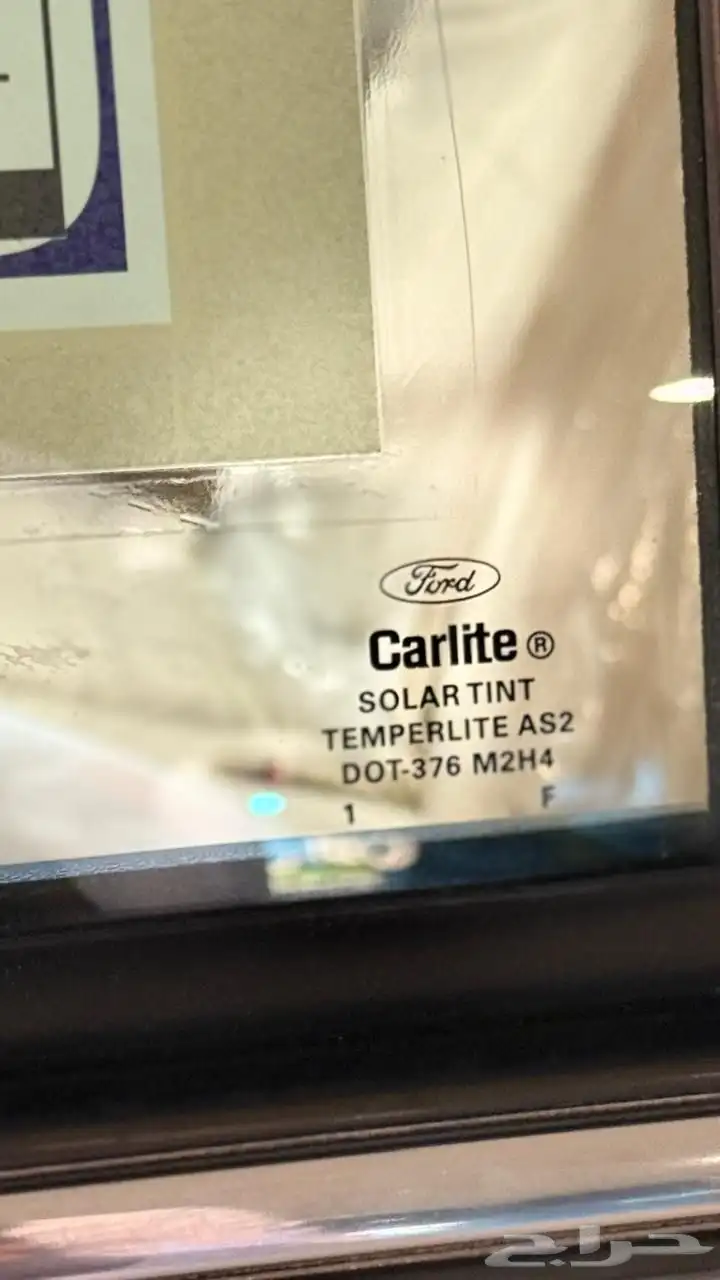 Ford
Carlite ®
SOLAR TINT
TEMPERLITE AS2
DOT-376 M2H4
1 F
حراج